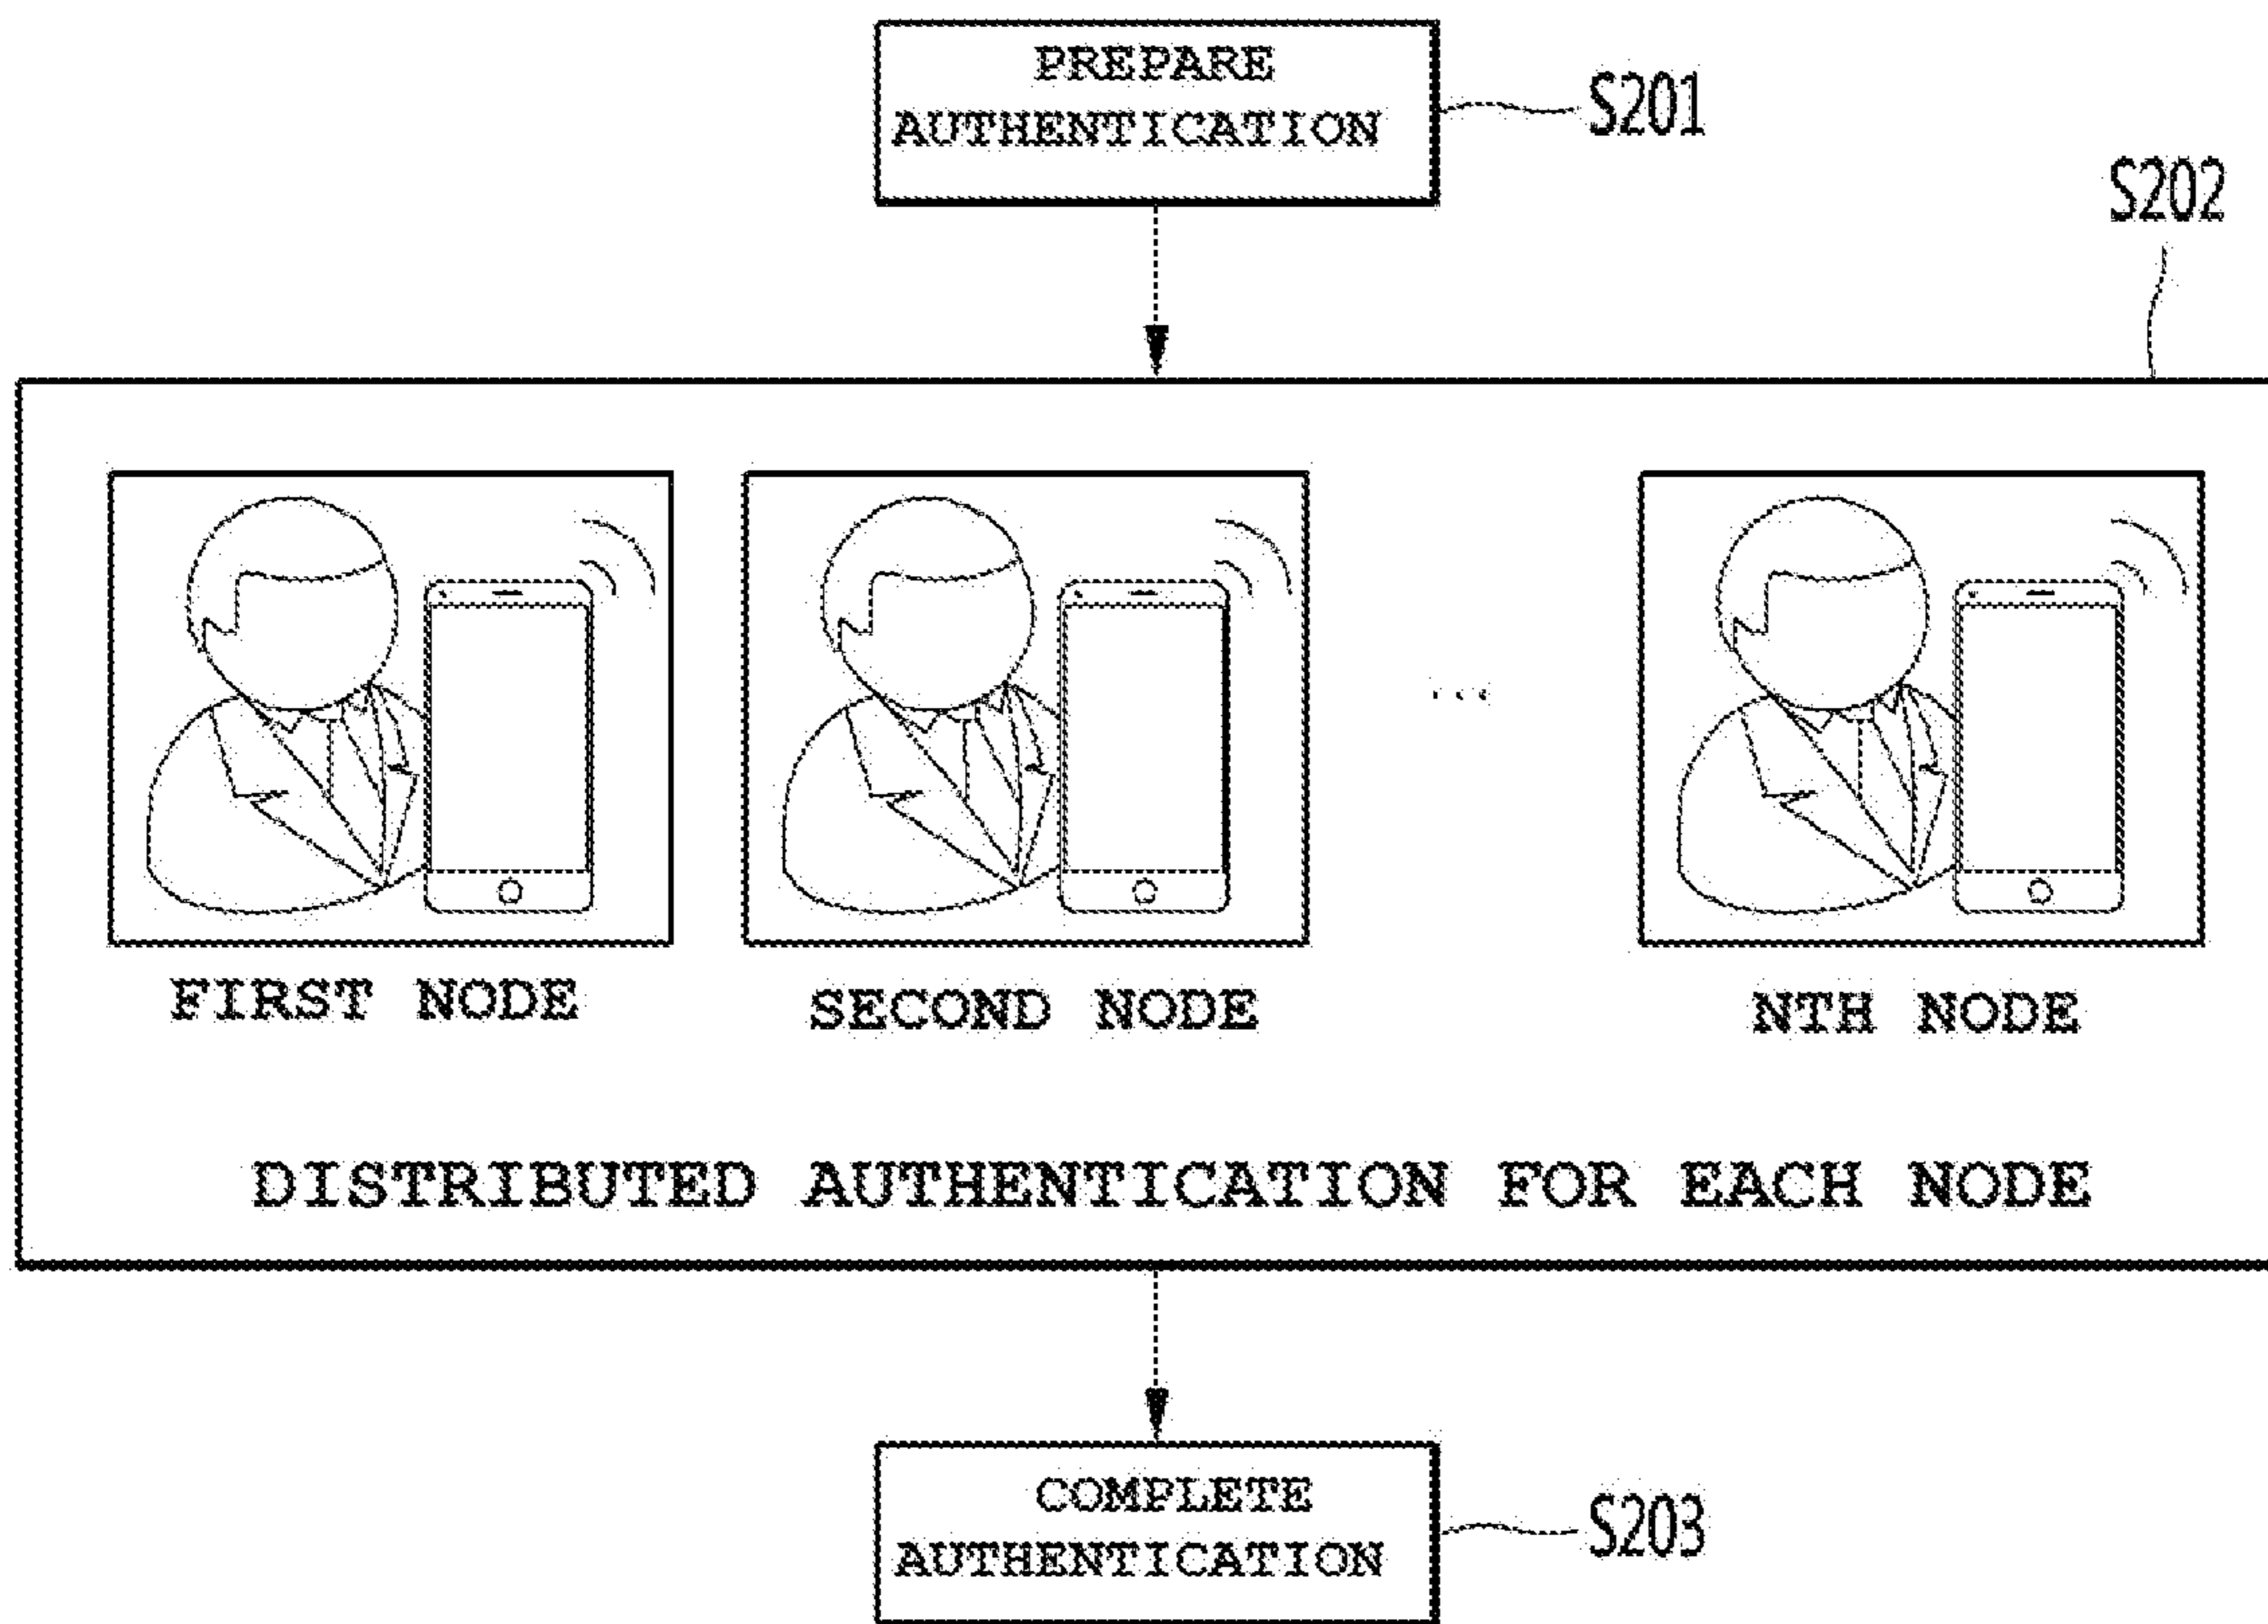 PREPARE
AUTHENTICATION
S201
S202
...
FIRST NODE
SECOND NODE
NTH NODE
DISTRIBUTED AUTHENTICATION FOR EACH NODE
COMPLETE
AUTHENTICATION
S203